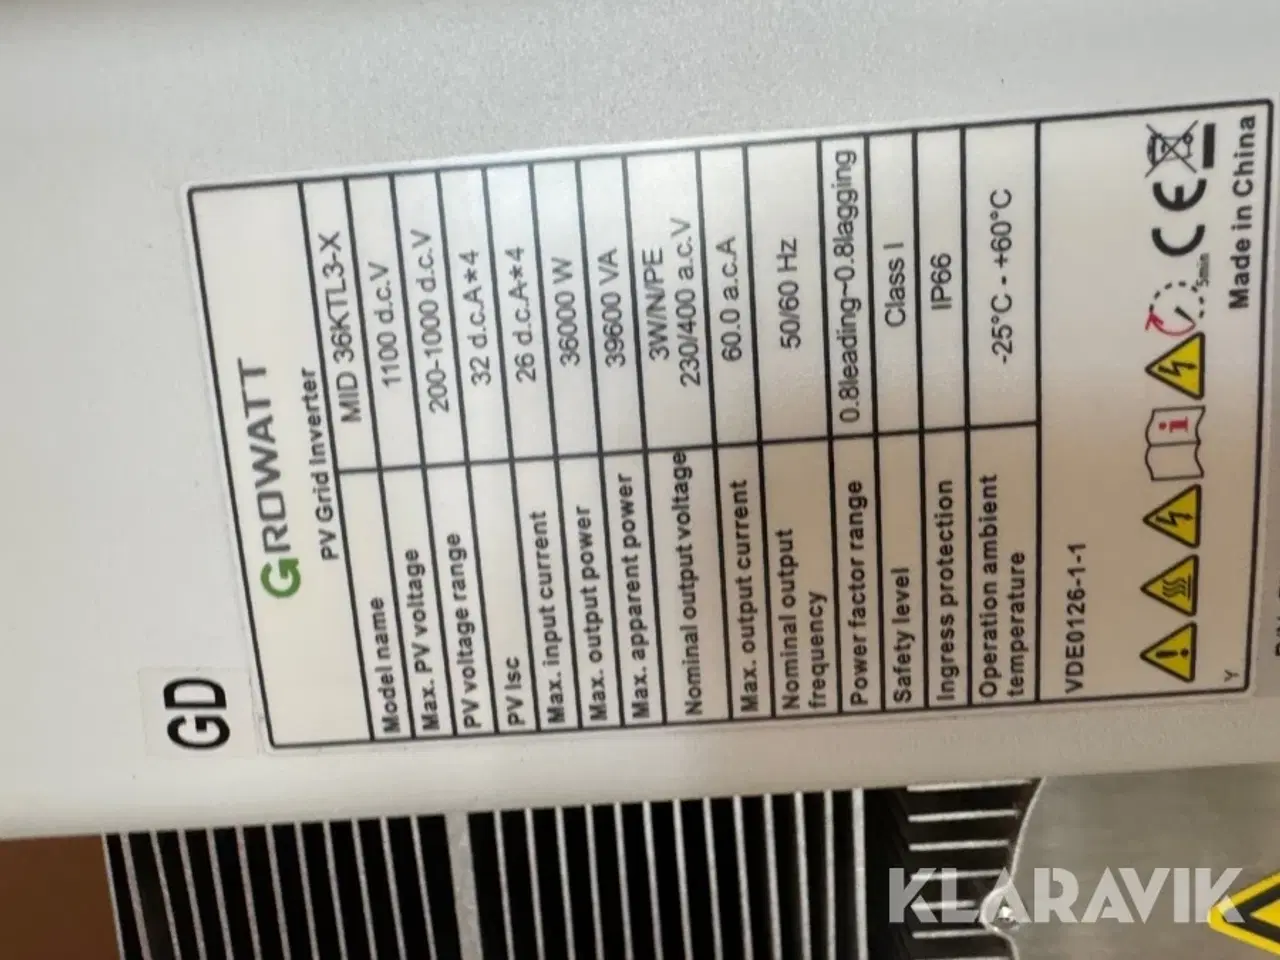 GD
GROWATT
PV Grid Inverter
Model name MID 36KTL3-X
Max. PV voltage 1100 d.c.V
PV voltage range 200-1000 d.c.V
PV Isc 32 d.c.A*4
Max. input current 26 d.c.A*4
Max. output power 36000 W
Max. apparent power 39600 VA
Nominal output voltage 3W/N/PE
230/400 a.c.V
Max. output current 60.0 a.c.A
Nominal output
frequency 50/60 Hz
Power factor range 0.8leading~0.8lagging
Safety level Class I
Ingress protection IP66
Operation ambient
temperature -25°C - +60°C
VDE0126-1-1
5min
CE
Y
Made in China
KLARAVIK